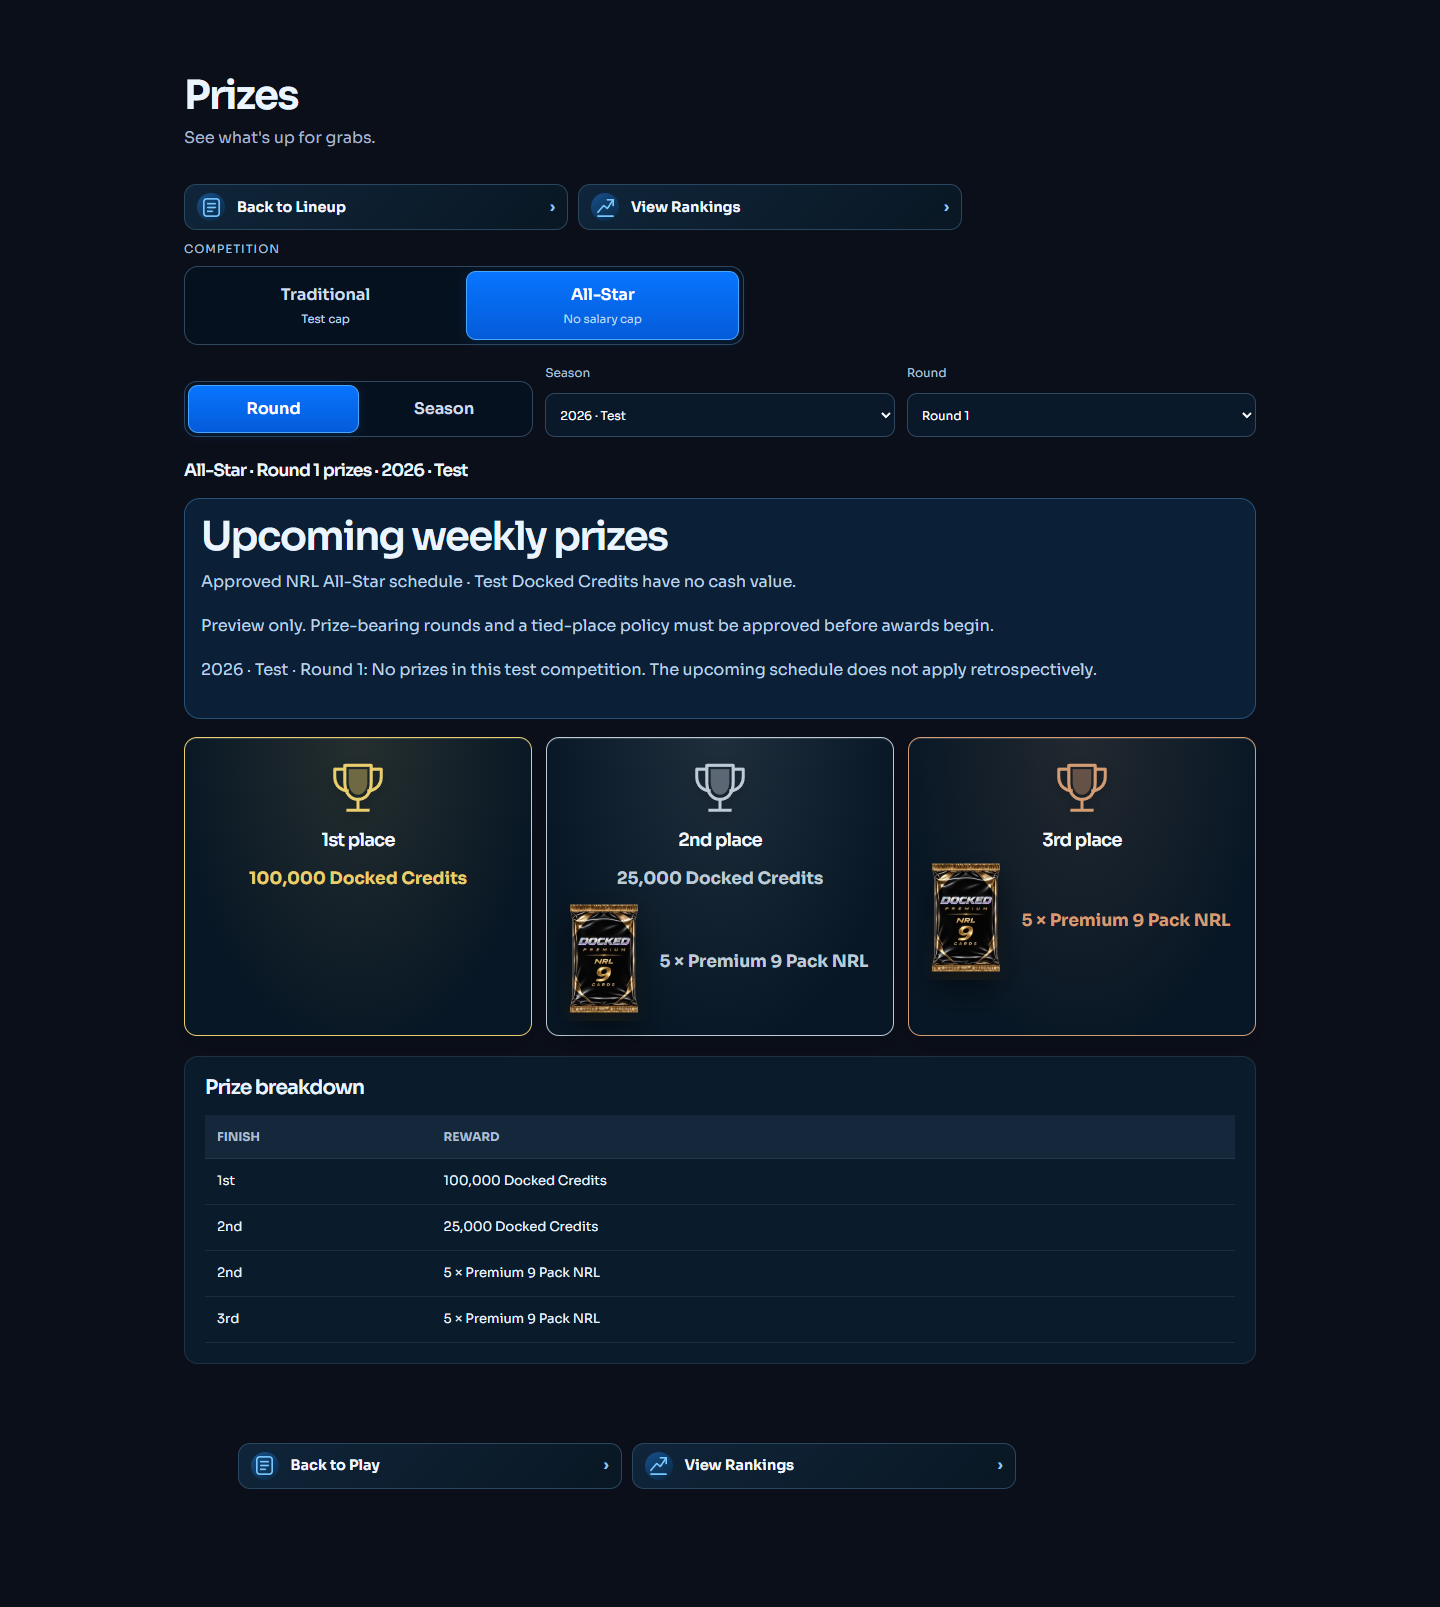 Prizes
See what's up for grabs.
Back to Lineup ›
View Rankings ›
COMPETITION
Traditional
Test cap
All-Star
No salary cap
Round
Season
Season
2026 · Test
Round
Round 1
All-Star · Round 1 prizes · 2026 · Test
Upcoming weekly prizes
Approved NRL All-Star schedule · Test Docked Credits have no cash value.
Preview only. Prize-bearing rounds and a tied-place policy must be approved before awards begin.
2026 · Test · Round 1: No prizes in this test competition. The upcoming schedule does not apply retrospectively.
1st place
100,000 Docked Credits
2nd place
25,000 Docked Credits
DOCKED
PREMIUM
NRL
9
CARDS
5 × Premium 9 Pack NRL
3rd place
DOCKED
PREMIUM
NRL
9
CARDS
5 × Premium 9 Pack NRL
Prize breakdown
FINISH REWARD
1st 100,000 Docked Credits
2nd 25,000 Docked Credits
2nd 5 × Premium 9 Pack NRL
3rd 5 × Premium 9 Pack NRL
Back to Play ›
View Rankings ›